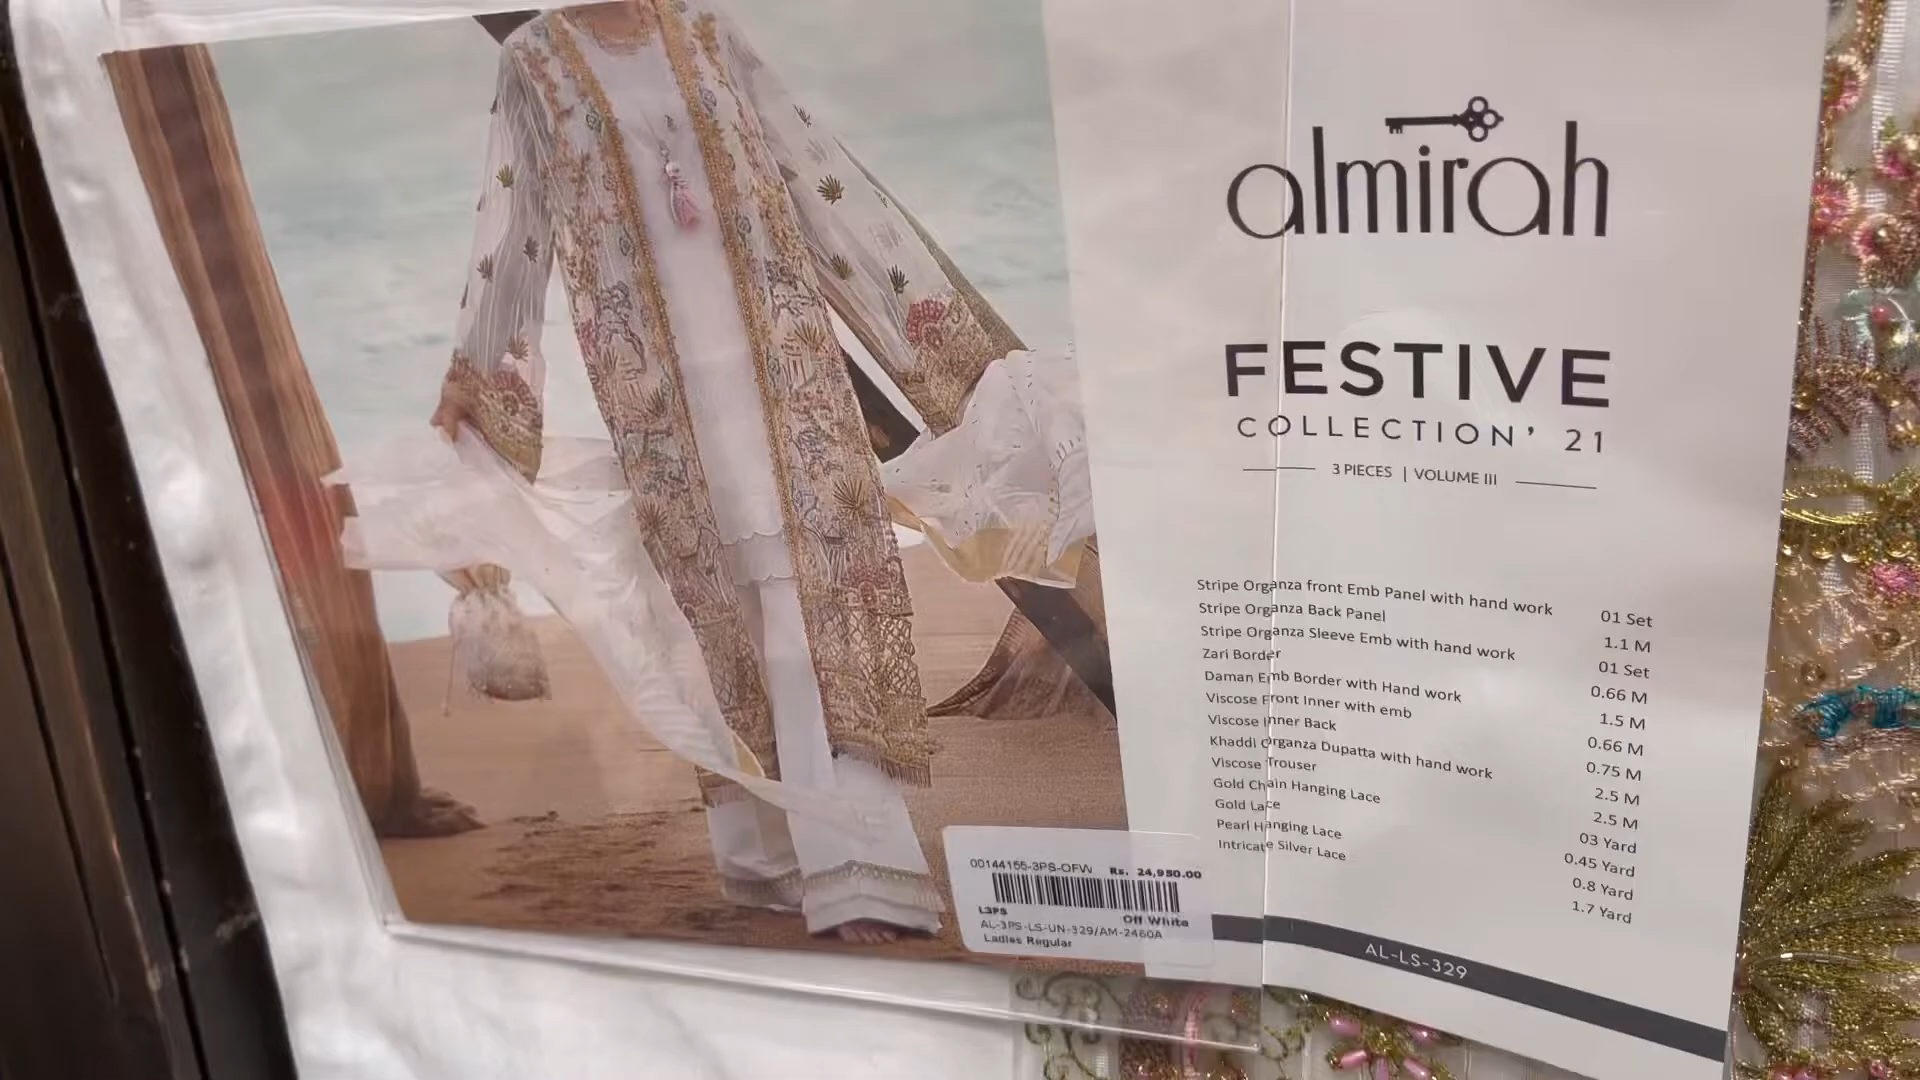 almirah
FESTIVE
COLLECTION' 21
3 PIECES | VOLUME III
Stripe Organza front Emb Panel with hand work 01 Set
Stripe Organza Back Panel 1.1 M
Stripe Organza Sleeve Emb with hand work 01 Set
Zari Border 0.66 M
Daman Emb Border with Hand work 1.5 M
Viscose Front Inner with emb 0.66 M
Viscose Inner Back 0.75 M
Khaddi Organza Dupatta with hand work 2.5 M
Viscose Trouser 2.5 M
Gold Chain Hanging Lace 03 Yard
Gold Lace 0.45 Yard
Pearl Hanging Lace 0.8 Yard
Intricate Silver Lace 1.7 Yard
00144155-3PS-OFW Rs. 24,950.00
L3PS Off White
AL-3PS-LS-UN-329/AM-2460A
Ladies Regular
AL-LS-329